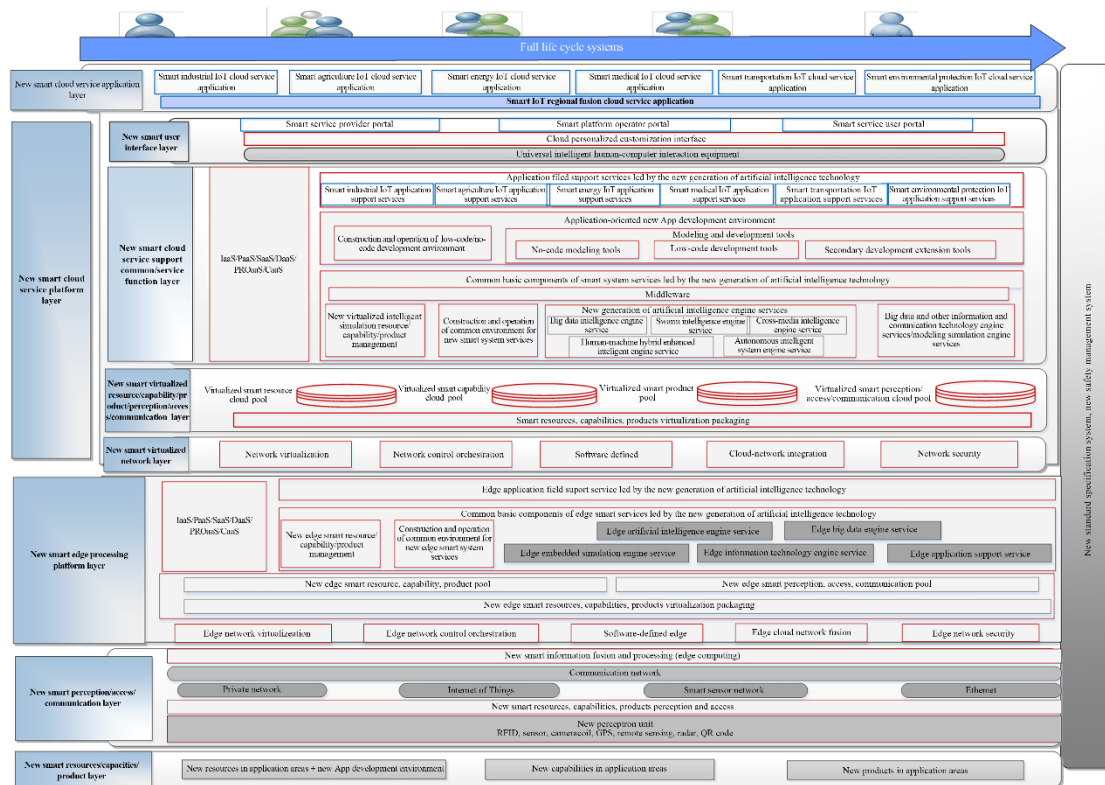 Full life cycle systems
New smart cloud service application
layer
Smart industrial IoT cloud service
application
Smart agriculture IoT cloud service
application
Smart energy IoT cloud service
application
Smart medical IoT cloud service
application
Smart transportation IoT cloud service
application
Smart environmental protection IoT cloud service
application
Smart IoT regional fusion cloud service application
New smart cloud
service platform
layer
New smart user
interface layer
Smart service provider portal
Smart platform operator portal
Smart service user portal
Cloud personalized customization interface
Universal intelligent human-computer interaction equipment
New smart cloud
service support
common/service
function layer
IaaS/PaaS/SaaS/DaaS/
PROaaS/CaaS
Application filed support services led by the new generation of artificial intelligence technology
Smart industrial IoT application
support services
Smart agriculture IoT application
support services
Smart energy IoT application
support services
Smart medical IoT application
support services
Smart transportation IoT
application support services
Smart environmental protection IoT
application support services
Application-oriented new App development environment
Construction and operation of low-code/no-
code development environment
Modeling and development tools
No-code modeling tools
Low-code development tools
Secondary development extension tools
Common basic components of smart system services led by the new generation of artificial intelligence technology
Middleware
New virtualized intelligent
simulation resource/
capability/product
management
Construction and operation
of common environment for
new smart system services
New generation of artificial intelligence engine services
Big data intelligence engine
service
Swarm intelligence engine
service
Cross-media intelligence
engine service
Human-machine hybrid enhanced
inteligent engine service
Autonomous intelligent
system engine service
Big data and other information and
comunication technology engine
services/modeling simulation engine
services
New smart virtualized
resource/capability/pr
oduct/perception/acces
s/communication layer
Virtualized smart resource
cloud pool
Virtualized smart capability
cloud pool
Virtualized smart product
pool
Virtualized smart perception/
access/communication cloud pool
Smart resources, capabilities, products virtualization packaging
New smart virtualized
network layer
Network virtualization
Network control orchestration
Software defined
Cloud-network integration
Network security
New smart edge processing
platform layer
IaaS/PaaS/SaaS/DaaS/
PROaaS/CaaS
Edge application field suport service led by the new generation of artificial intelligence technology
Common basic components of edge smart services led by the new generation of artificial intelligence technology
New edge smart resource/
capability/product
management
Construction and operation
of common environment
for new edge smart system
services
Edge artificial intelligence engine service
Edge big data engine service
Edge embedded simulation engine service
Edge information technology engine service
Edge application support service
New edge smart resource, capability, product pool
New edge smart perception, access, communication pool
New edge smart resources, capabilities, products virtualization packaging
Edge network virtualizeation
Edge network control orchestration
Software-defined edge
Edge cloud network fusion
Edge network security
New smart perception/access/
communication layer
New smart information fusion and processing (edge computing)
Communication network
Private network
Internet of Things
Smart sensor network
Ethernet
New smart resources, capabilities, products perception and access
New perceptron unit
RFID, sensor, cameracoil, GPS, remote sensing, radar, QR code
New smart resources/capacities/
product layer
New resources in application areas + new App development environment
New capabilities in application areas
New products in application areas
New standard specification system, new safety management system